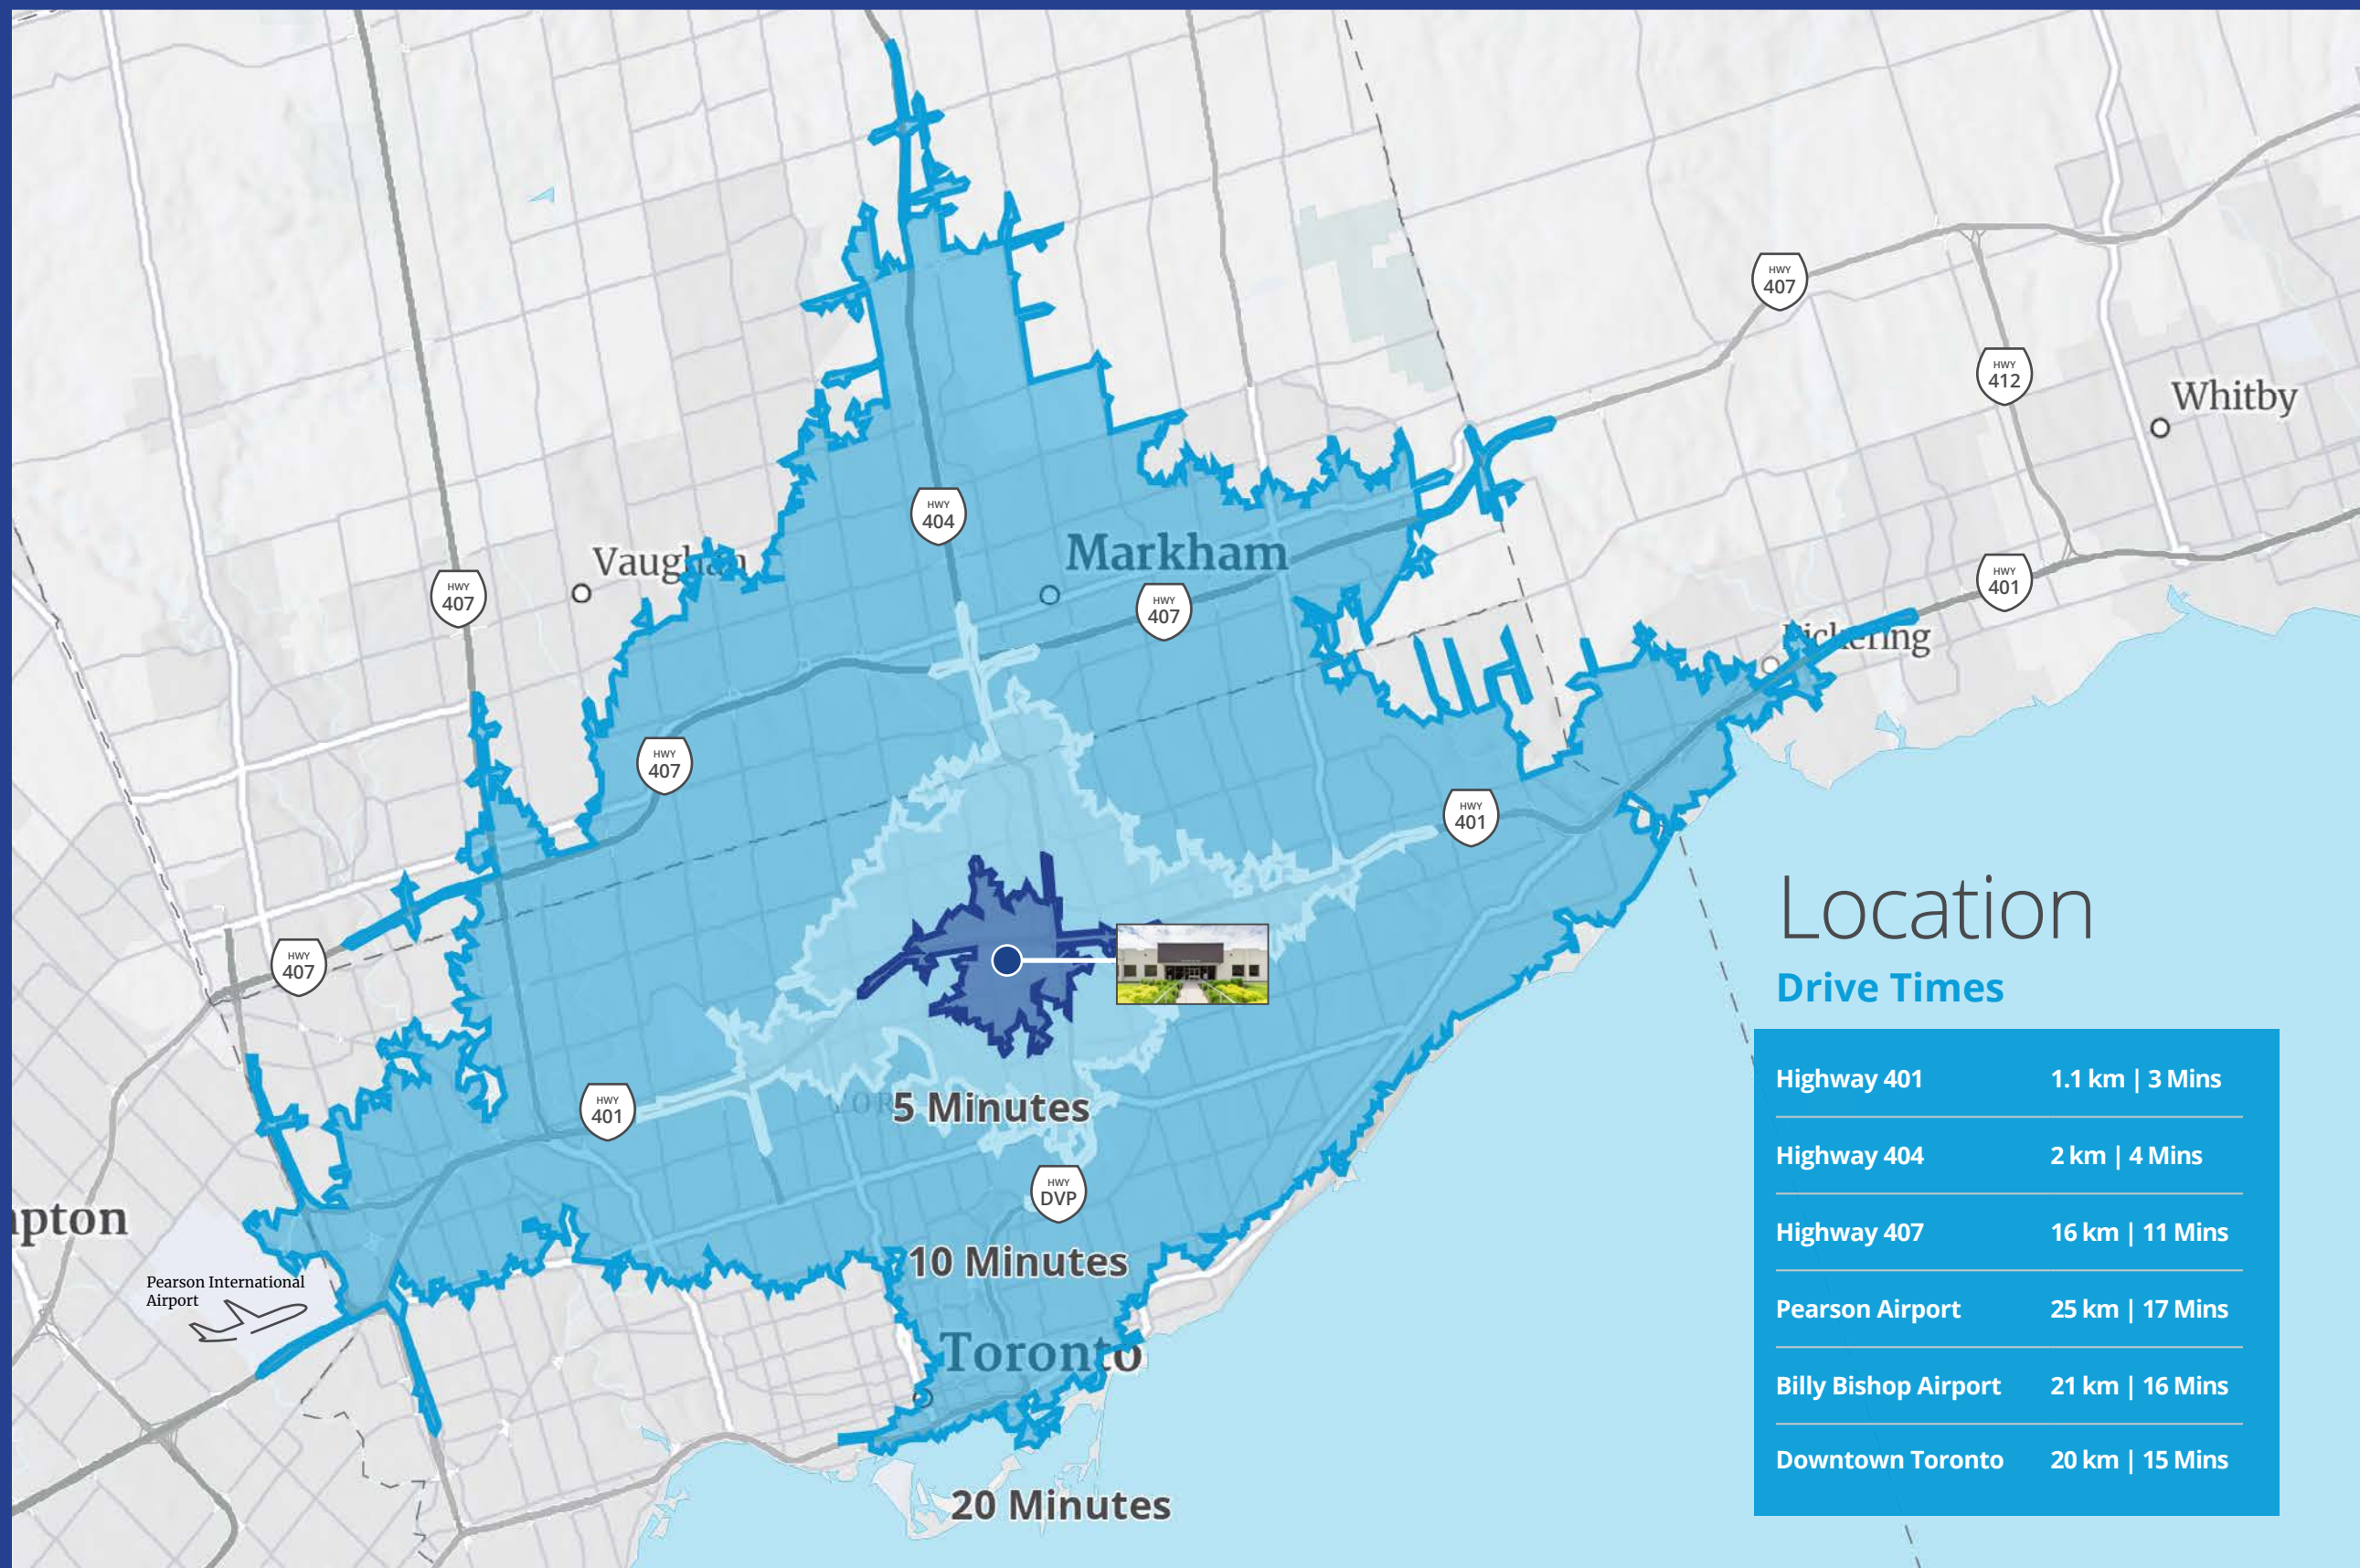 HWY
407
HWY
412
Whitby
HWY
404
Markham
Vaughan
HWY
407
HWY
407
HWY
401
Pickering
HWY
407
HWY
401
HWY
407
HWY
401
5 Minutes
HWY
DVP
pton
10 Minutes
Pearson International
Airport
Toronto
20 Minutes
Location
Drive Times
Highway 401 1.1 km | 3 Mins
Highway 404 2 km | 4 Mins
Highway 407 16 km | 11 Mins
Pearson Airport 25 km | 17 Mins
Billy Bishop Airport 21 km | 16 Mins
Downtown Toronto 20 km | 15 Mins